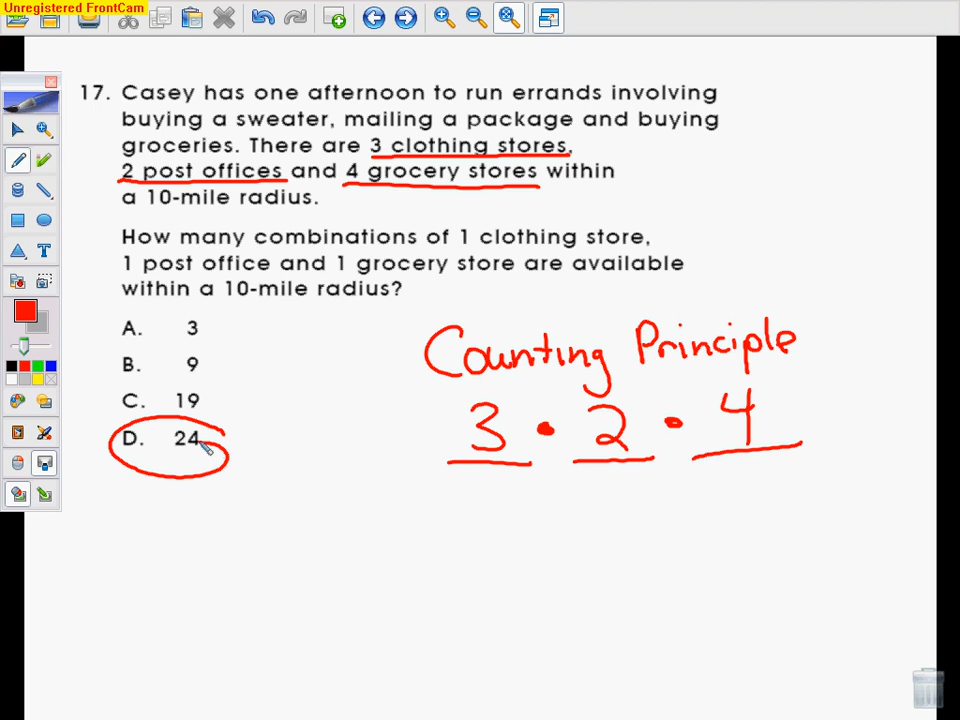 Unregistered FrontCam
17. Casey has one afternoon to run errands involving
buying a sweater, mailing a package and buying
groceries. There are 3 clothing stores,
2 post offices and 4 grocery stores within
a 10-mile radius.
How many combinations of 1 clothing store,
1 post office and 1 grocery store are available
within a 10-mile radius?
A. 3
B. 9
C. 19
D. 24
Counting Principle
3 • 2 • 4
T